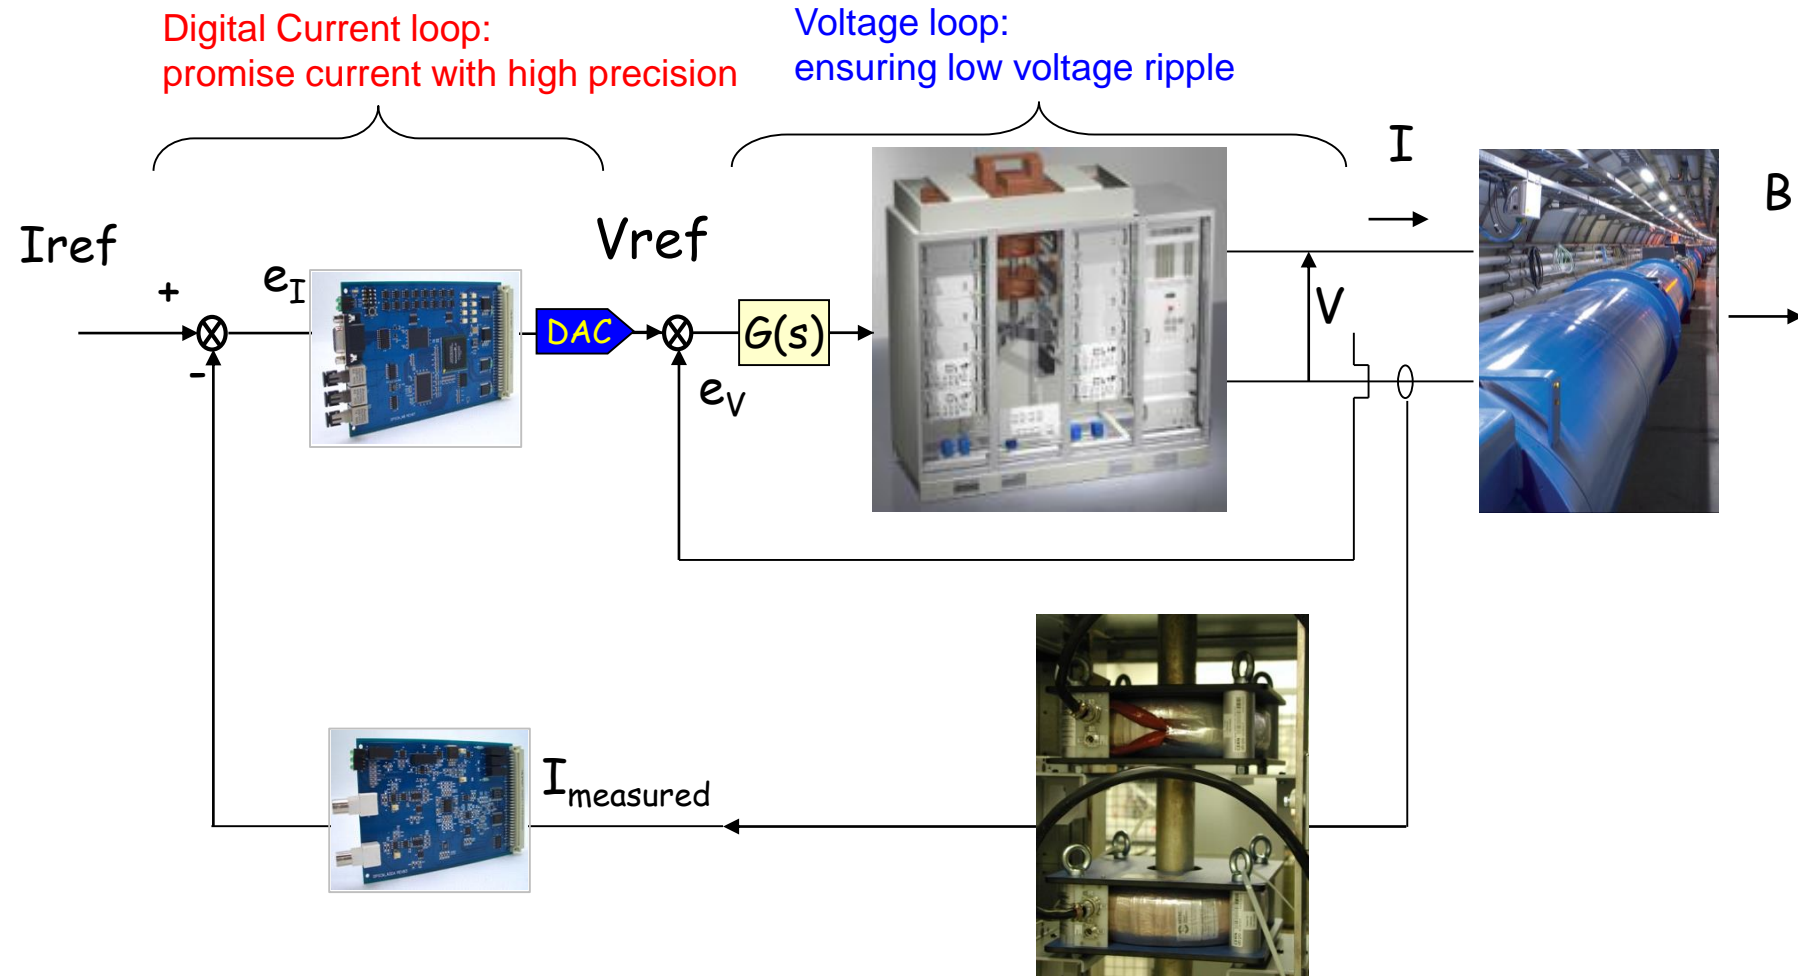 Digital Current loop:
promise current with high precision
Voltage loop:
ensuring low voltage ripple
I
B
Iref
Vref
+
eI
V
DAC
G(s)
-
eV
Imeasured